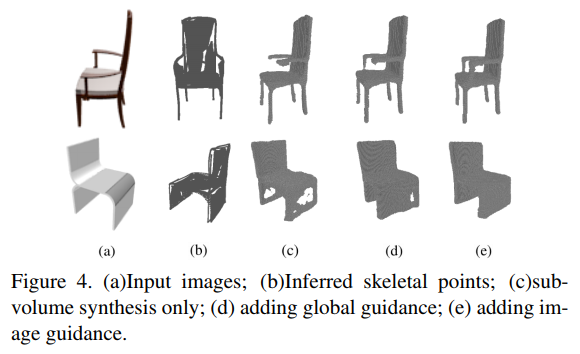 (a) (b) (c) (d) (e)
Figure 4. (a)Input images; (b)Inferred skeletal points; (c)sub-
volume synthesis only; (d) adding global guidance; (e) adding im-
age guidance.